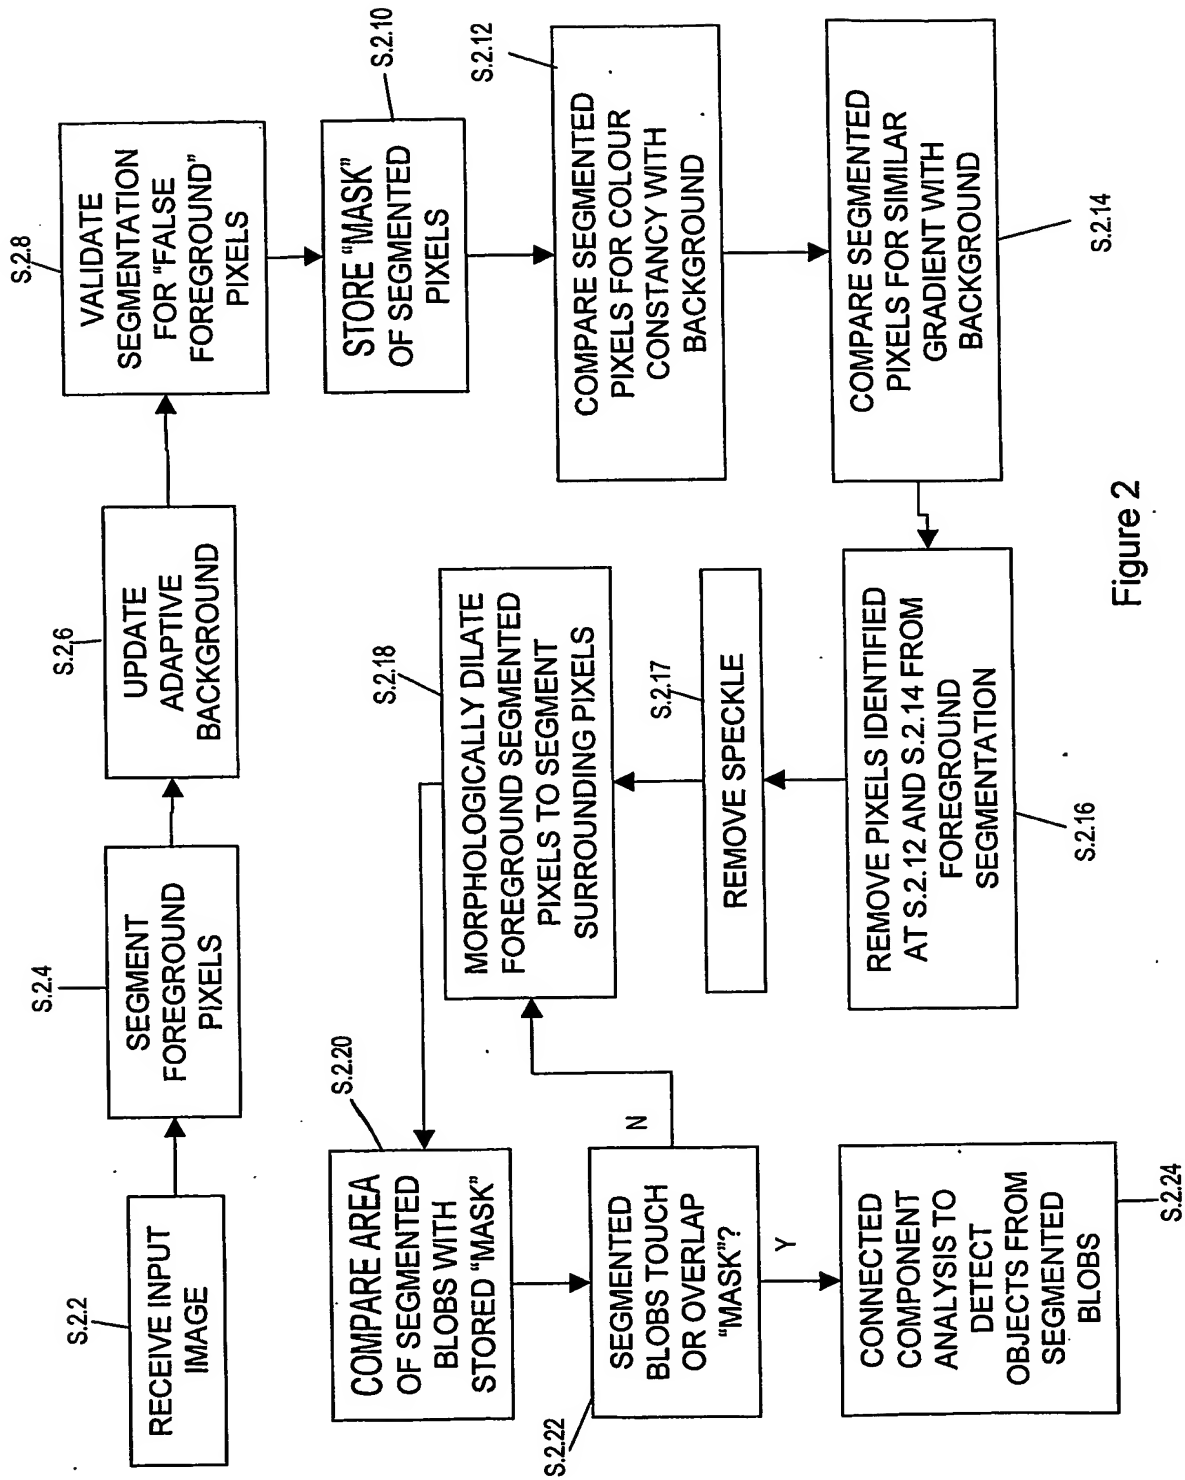 S.2.2
RECEIVE INPUT
IMAGE
S.2.4
SEGMENT
FOREGROUND
PIXELS
S.2.6
UPDATE
ADAPTIVE
BACKGROUND
S.2.8
VALIDATE
SEGMENTATION
FOR "FALSE
FOREGROUND"
PIXELS
S.2.10
STORE "MASK"
OF SEGMENTED
PIXELS
S.2.12
COMPARE SEGMENTED
PIXELS FOR COLOUR
CONSTANCY WITH
BACKGROUND
S.2.14
COMPARE SEGMENTED
PIXELS FOR SIMILAR
GRADIENT WITH
BACKGROUND
S.2.16
REMOVE PIXELS IDENTIFIED
AT S.2.12 AND S.2.14 FROM
FOREGROUND
SEGMENTATION
S.2.17
REMOVE SPECKLE
S.2.18
MORPHOLOGICALLY DILATE
FOREGROUND SEGMENTED
PIXELS TO SEGMENT
SURROUNDING PIXELS
S.2.20
COMPARE AREA
OF SEGMENTED
BLOBS WITH
STORED "MASK"
S.2.22
SEGMENTED
BLOBS TOUCH
OR OVERLAP
"MASK"?
N
Y
S.2.24
CONNECTED
COMPONENT
ANALYSIS TO
DETECT
OBJECTS FROM
SEGMENTED
BLOBS
Figure 2